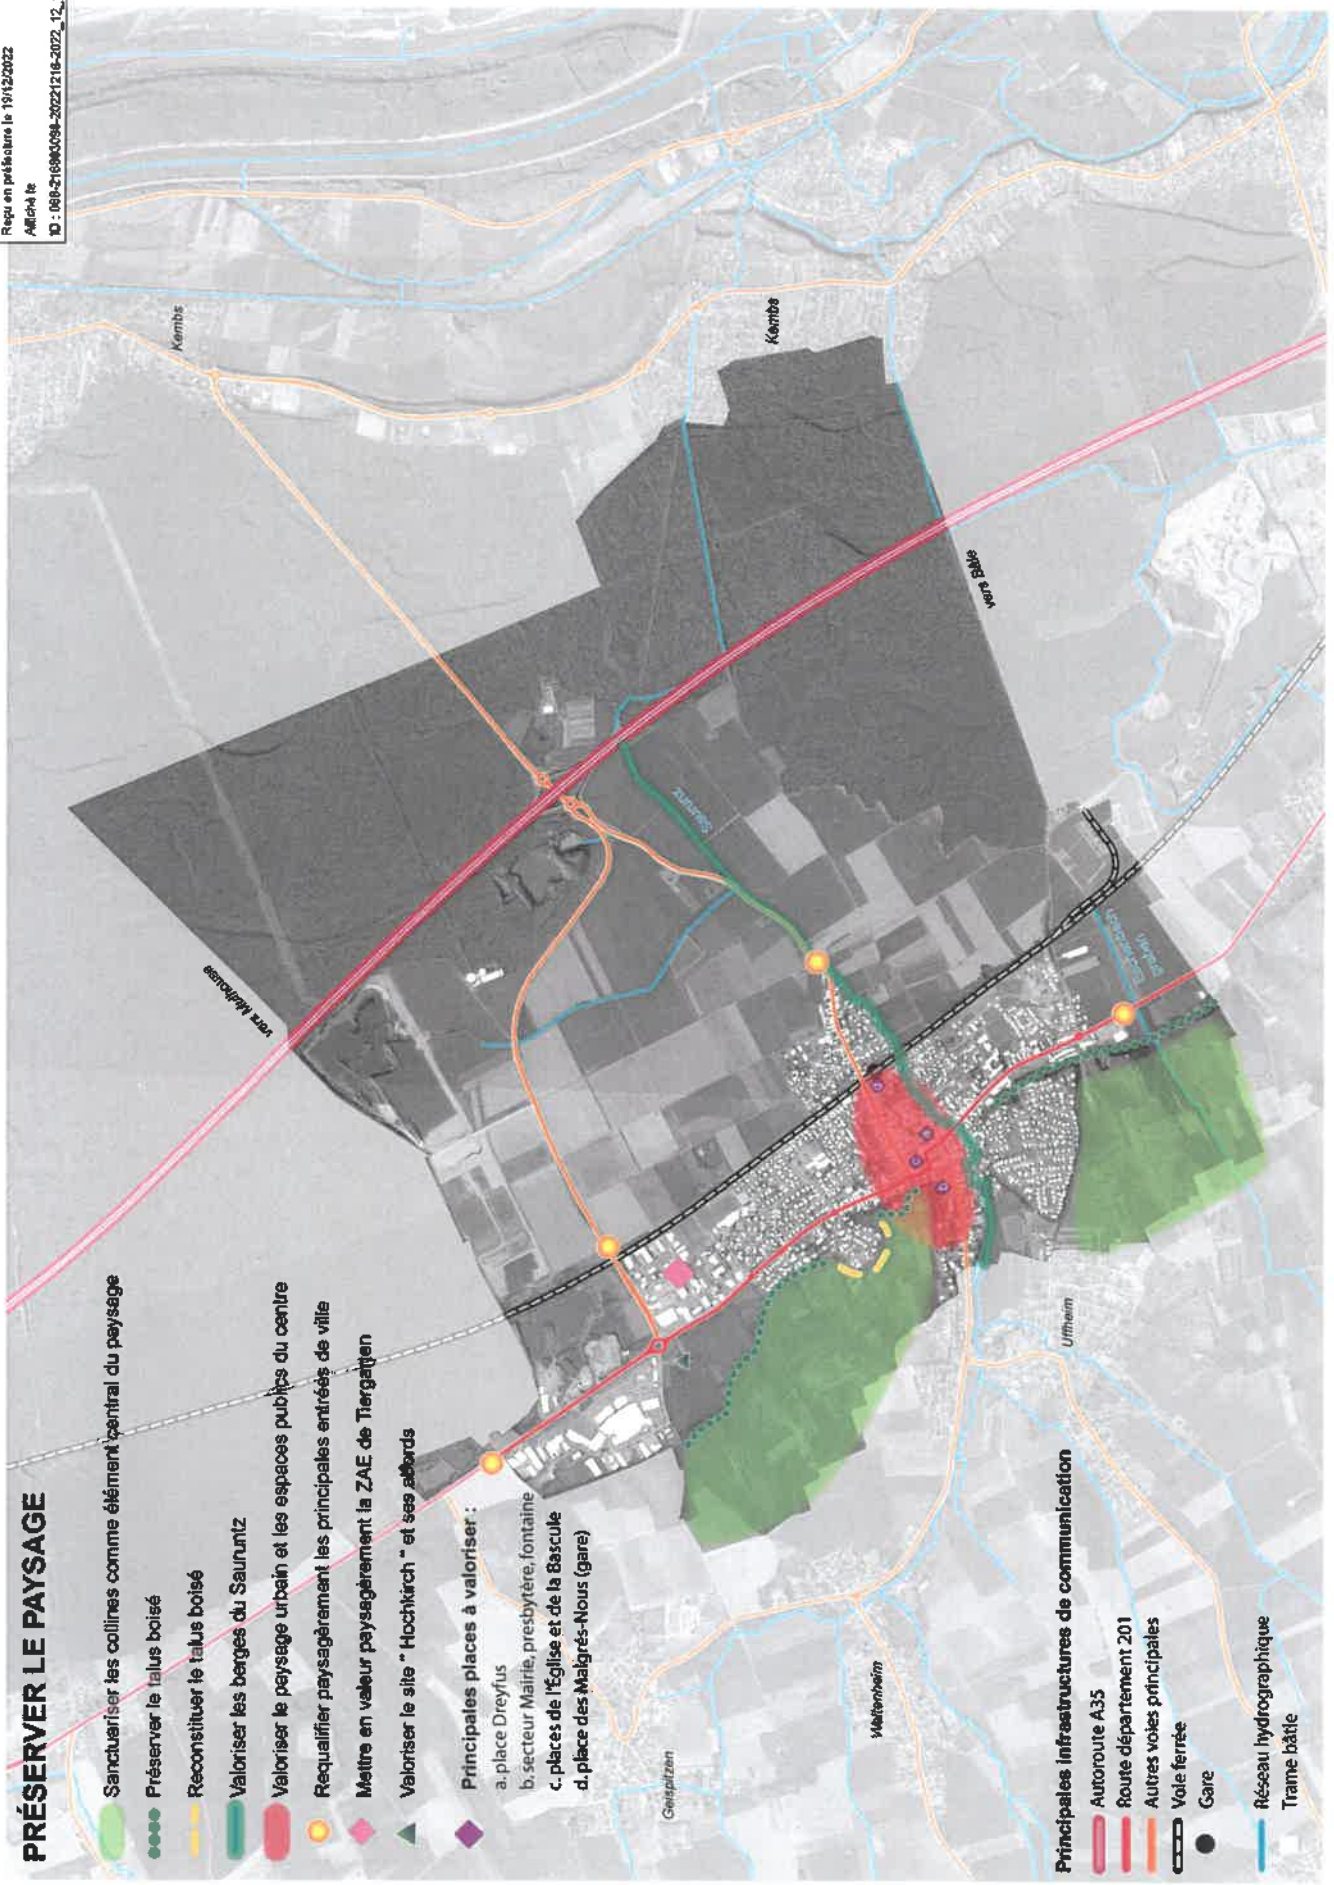 Reçu en préfecture le 19/12/2022
Affiché le
PRÉSERVER LE PAYSAGE
Sanctuariser les collines comme élément central du paysage
Préserver le talus boisé
Reconstituer le talus boisé
Valoriser les berges du Sauruntz
Valoriser le paysage urbain et les espaces publics du centre
Requalifier paysagèrement les principales entrées de ville
Mettre en valeur paysagèrement la ZAE de Tiergarten
Valoriser le site " Hochkirch " et ses abords
Principales places à valoriser :
a. place Dreyfus
b. secteur Mairie, presbytère, fontaine
c. places de l'Église et de la Bascule
d. place des Malgrés-Nous (gare)
Principales infrastructures de communication
Autoroute A35
Route département 201
Autres voies principales
Voie ferrée
Gare
Réseau hydrographique
Trame bâtie
Geispitzen
Waltenheim
Uffheim
vers Mulhouse
Sauruntz
vers Bâle
Kembs
Kembs